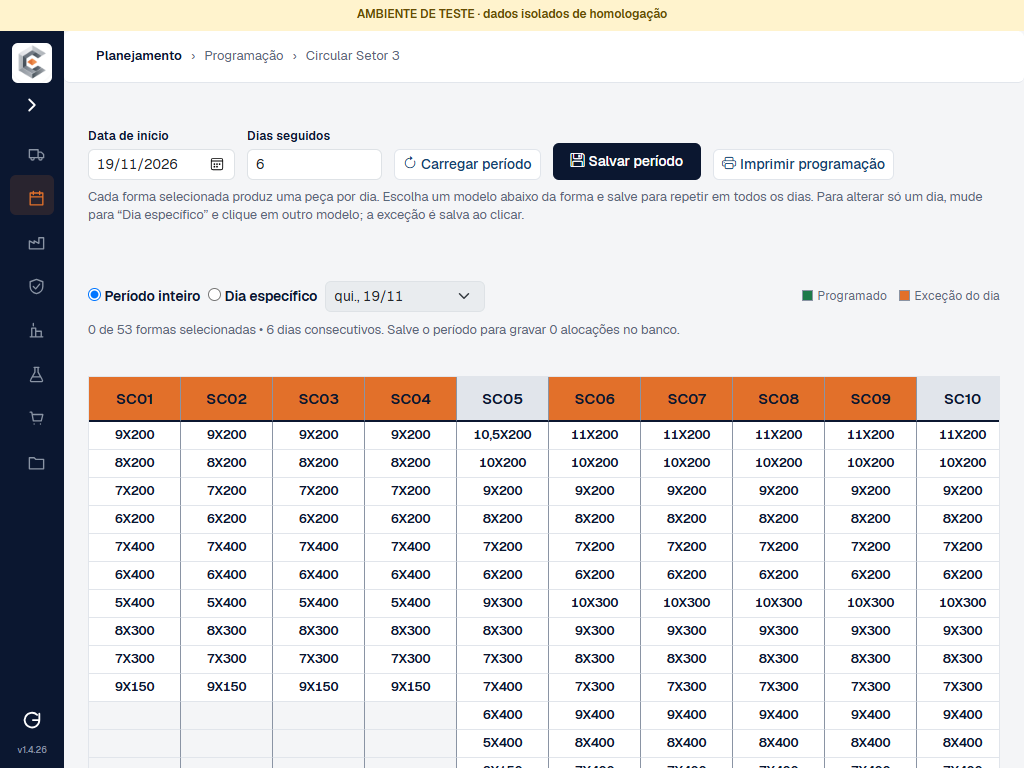 AMBIENTE DE TESTE · dados isolados de homologação
Planejamento › Programação › Circular Setor 3
Data de início Dias seguidos
19/11/2026 6 Carregar período Salvar período Imprimir programação
Cada forma selecionada produz uma peça por dia. Escolha um modelo abaixo da forma e salve para repetir em todos os dias. Para alterar só um dia, mude
para “Dia específico” e clique em outro modelo; a exceção é salva ao clicar.
Período inteiro Dia específico qui., 19/11 Programado Exceção do dia
0 de 53 formas selecionadas • 6 dias consecutivos. Salve o período para gravar 0 alocações no banco.
SC01 SC02 SC03 SC04 SC05 SC06 SC07 SC08 SC09 SC10
9X200 9X200 9X200 9X200 10,5X200 11X200 11X200 11X200 11X200 11X200
8X200 8X200 8X200 8X200 10X200 10X200 10X200 10X200 10X200 10X200
7X200 7X200 7X200 7X200 9X200 9X200 9X200 9X200 9X200 9X200
6X200 6X200 6X200 6X200 8X200 8X200 8X200 8X200 8X200 8X200
7X400 7X400 7X400 7X400 7X200 7X200 7X200 7X200 7X200 7X200
6X400 6X400 6X400 6X400 6X200 6X200 6X200 6X200 6X200 6X200
5X400 5X400 5X400 5X400 9X300 10X300 10X300 10X300 10X300 10X300
8X300 8X300 8X300 8X300 8X300 9X300 9X300 9X300 9X300 9X300
7X300 7X300 7X300 7X300 7X300 8X300 8X300 8X300 8X300 8X300
9X150 9X150 9X150 9X150 7X400 7X300 7X300 7X300 7X300 7X300
6X400 9X400 9X400 9X400 9X400 9X400
5X400 8X400 8X400 8X400 8X400 8X400
v1.4.26